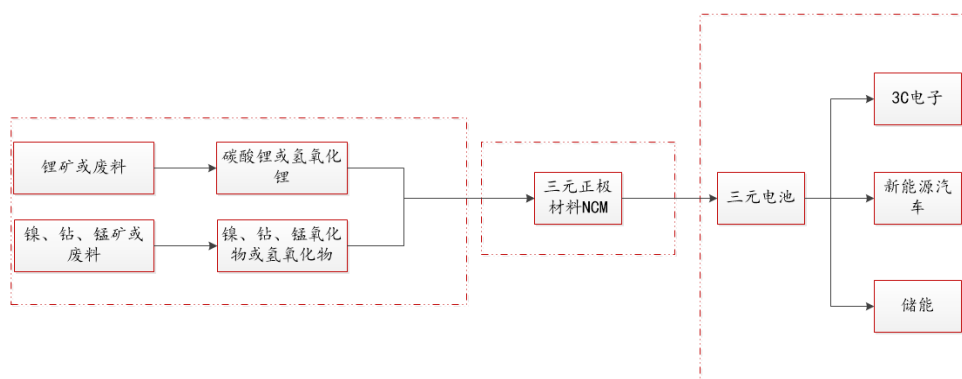 3C电子
锂矿或废料
碳酸锂或氢氧化
锂
三元正极
材料NCM
三元电池
新能源汽
车
镍、钴、锰矿或
废料
镍、钴、锰氧化
物或氢氧化物
储能